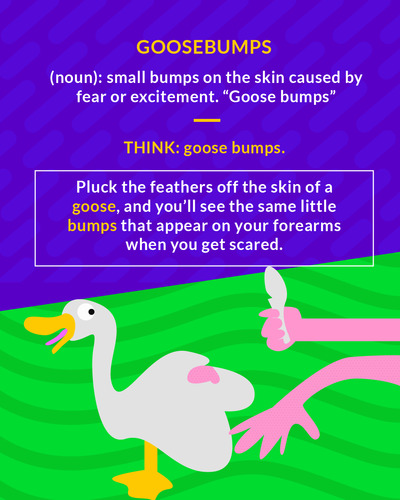 GOOSEBUMPS
(noun): small bumps on the skin caused by
fear or excitement. “Goose bumps”
THINK: goose bumps.
Pluck the feathers off the skin of a
goose, and you’ll see the same little
bumps that appear on your forearms
when you get scared.